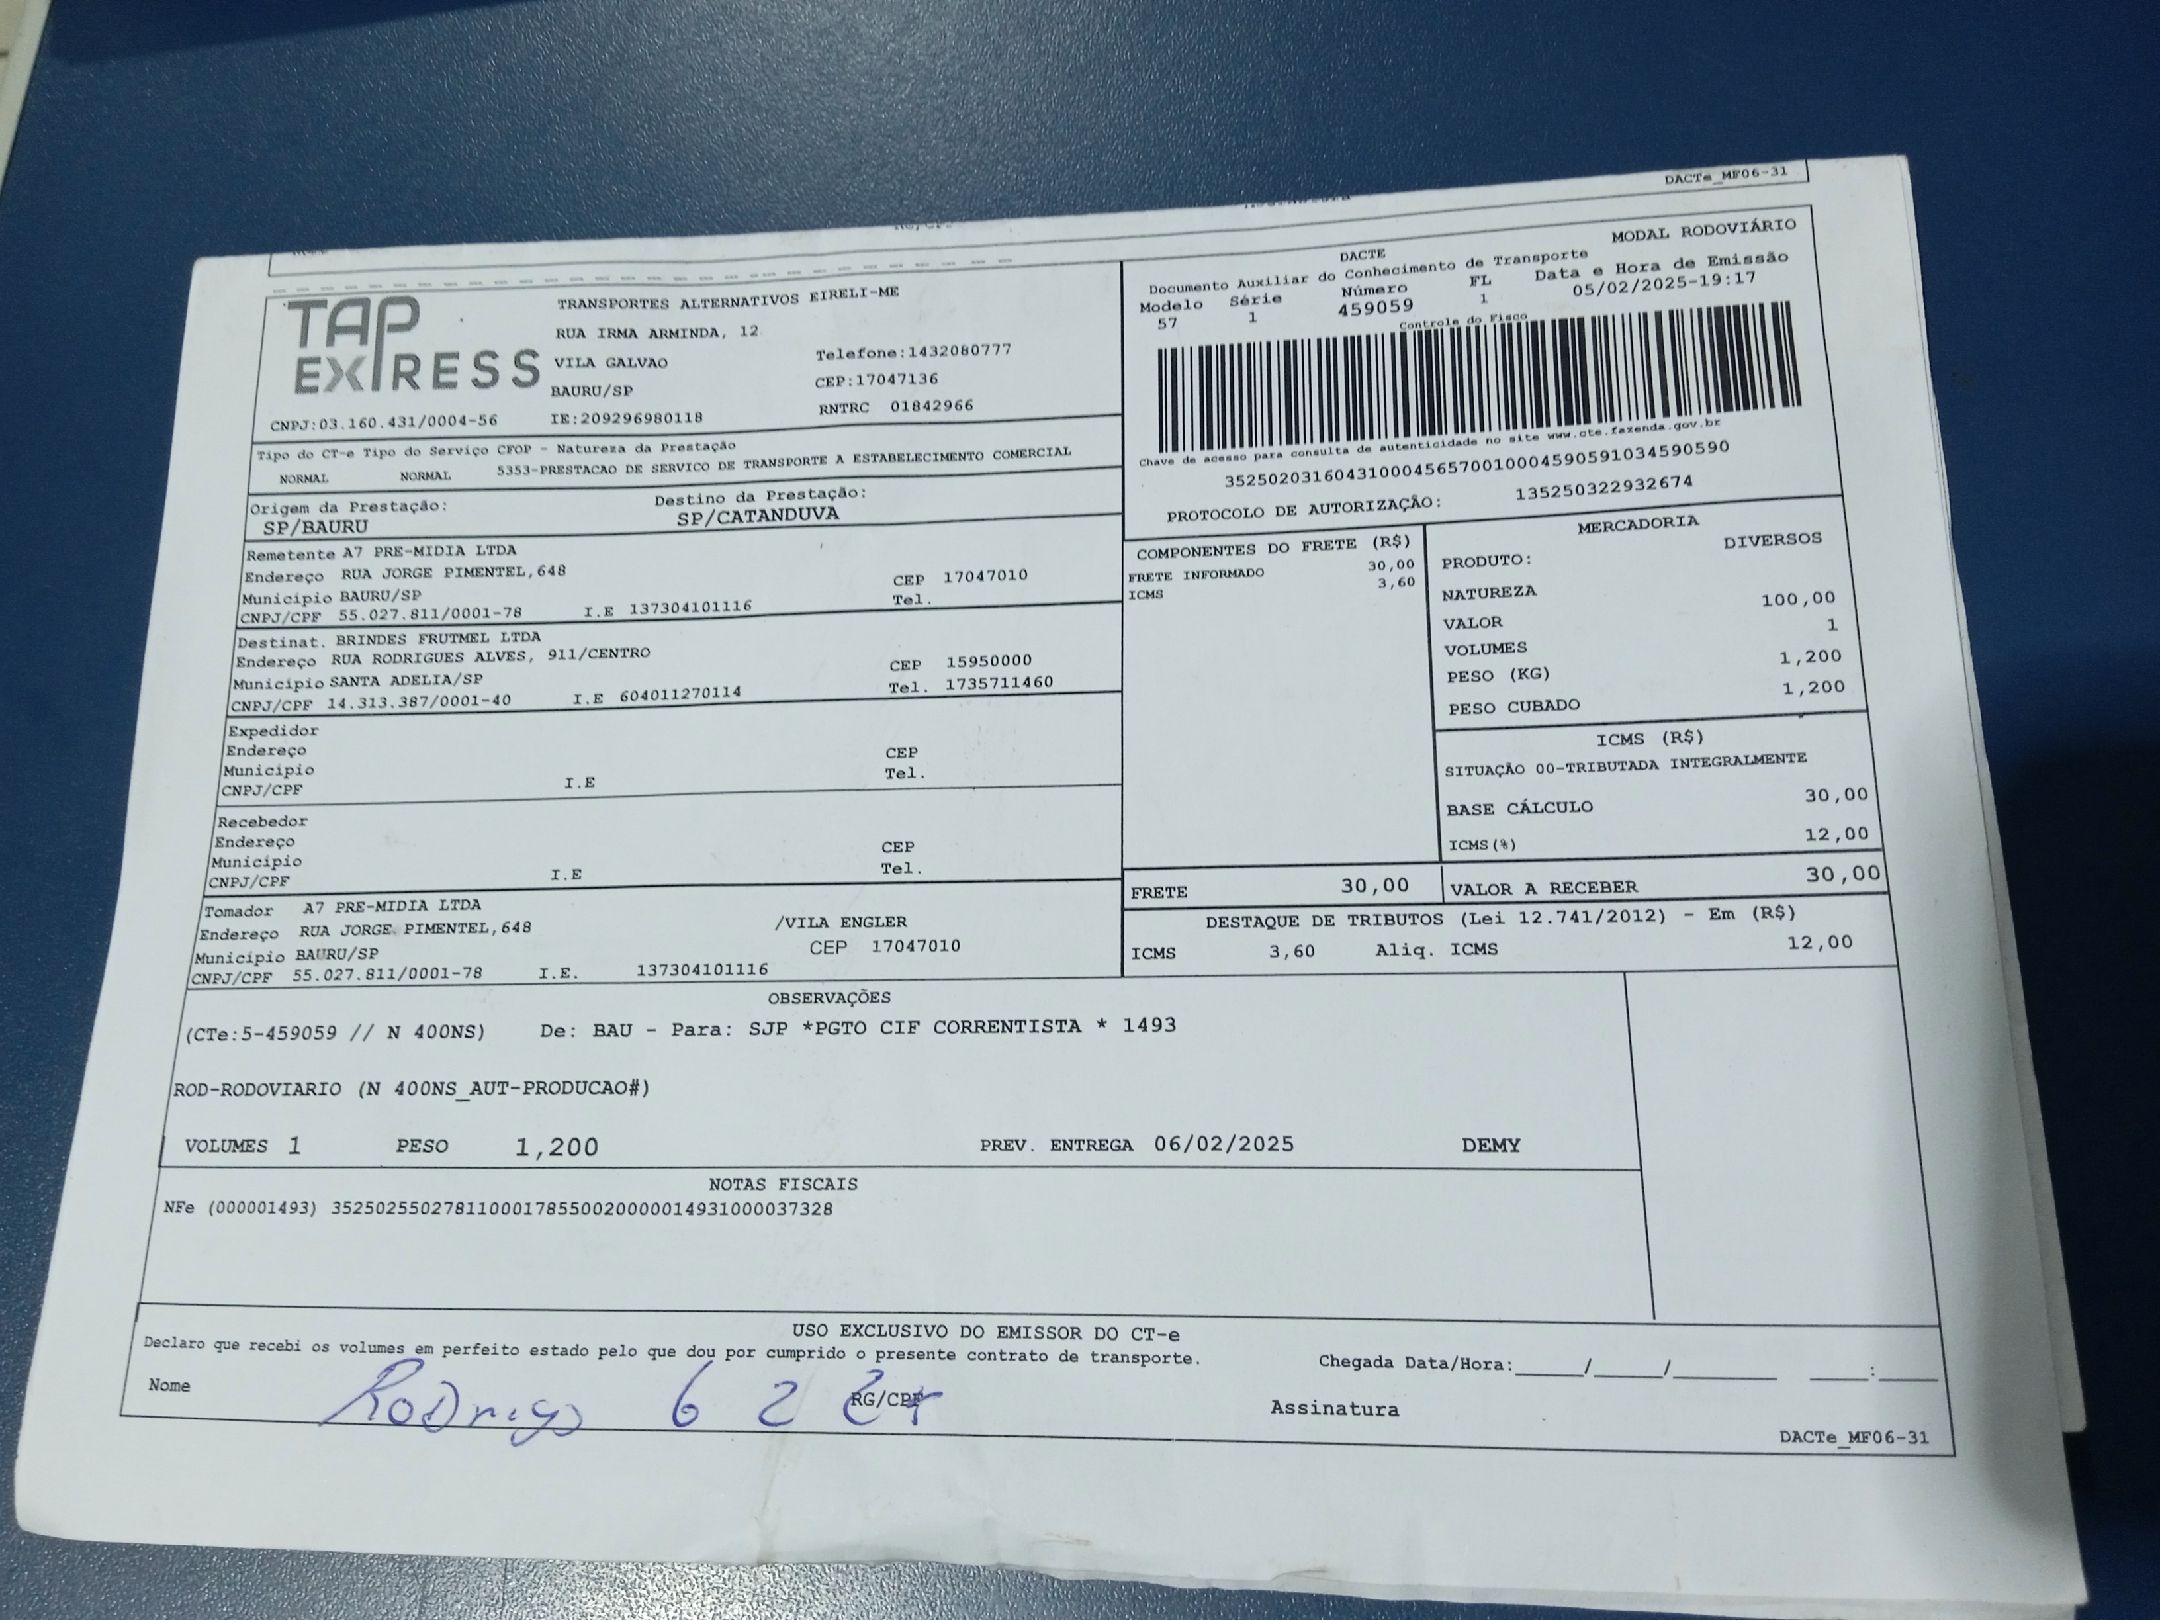 DACTe_MF06-31
TAP EXPRESS
TRANSPORTES ALTERNATIVOS EIRELI-ME
RUA IRMA ARMINDA, 12
VILA GALVAO Telefone:1432080777
BAURU/SP CEP:17047136
CNPJ:03.160.431/0004-56 IE:209296980118 RNTRC 01842966
DACTE MODAL RODOVIÁRIO
Documento Auxiliar do Conhecimento de Transporte
Modelo Série Número FL Data e Hora de Emissão
57 1 459059 1 05/02/2025-19:17
Controle do Fisco
Chave de acesso para consulta de autenticidade no site www.cte.fazenda.gov.br
35250203160431000456570010004590591034590590
PROTOCOLO DE AUTORIZAÇÃO: 135250322932674
Tipo do CT-e Tipo do Serviço CFOP - Natureza da Prestação
NORMAL NORMAL 5353-PRESTACAO DE SERVICO DE TRANSPORTE A ESTABELECIMENTO COMERCIAL
Origem da Prestação: Destino da Prestação:
SP/BAURU SP/CATANDUVA
Remetente A7 PRE-MIDIA LTDA
Endereço RUA JORGE PIMENTEL,648 CEP 17047010
Município BAURU/SP Tel.
CNPJ/CPF 55.027.811/0001-78 I.E 137304101116
Destinat. BRINDES FRUTMEL LTDA
Endereço RUA RODRIGUES ALVES, 911/CENTRO CEP 15950000
Município SANTA ADELIA/SP Tel. 1735711460
CNPJ/CPF 14.313.387/0001-40 I.E 604011270114
Expedidor
Endereço CEP
Município Tel.
CNPJ/CPF I.E
Recebedor
Endereço CEP
Município Tel.
CNPJ/CPF I.E
Tomador A7 PRE-MIDIA LTDA
Endereço RUA JORGE PIMENTEL,648 /VILA ENGLER
Município BAURU/SP CEP 17047010
CNPJ/CPF 55.027.811/0001-78 I.E. 137304101116
COMPONENTES DO FRETE (R$)
FRETE INFORMADO 30,00
ICMS 3,60
MERCADORIA
PRODUTO: DIVERSOS
NATUREZA
VALOR 100,00
VOLUMES 1
PESO (KG) 1,200
PESO CUBADO 1,200
ICMS (R$)
SITUAÇÃO 00-TRIBUTADA INTEGRALMENTE
BASE CÁLCULO 30,00
ICMS(%) 12,00
FRETE 30,00 VALOR A RECEBER 30,00
DESTAQUE DE TRIBUTOS (Lei 12.741/2012) - Em (R$)
ICMS 3,60 Aliq. ICMS 12,00
OBSERVAÇÕES
(CTe:5-459059 // N 400NS) De: BAU - Para: SJP *PGTO CIF CORRENTISTA * 1493
ROD-RODOVIARIO (N 400NS_AUT-PRODUCAO#)
VOLUMES 1 PESO 1,200 PREV. ENTREGA 06/02/2025 DEMY
NOTAS FISCAIS
NFe (000001493) 35250255027811000178550020000014931000037328
USO EXCLUSIVO DO EMISSOR DO CT-e
Declaro que recebi os volumes em perfeito estado pelo que dou por cumprido o presente contrato de transporte. Chegada Data/Hora:_____/_____/_________ _____:_____
Nome Rodrigo 6 2 RG/CPF Assinatura
DACTe_MF06-31